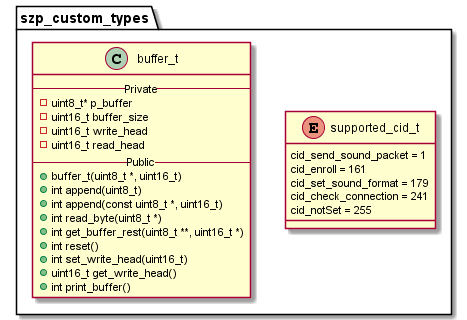 szp_custom_types
C buffer_t
Private
uint8_t* p_buffer
uint16_t buffer_size
uint16_t write_head
uint16_t read_head
Public
buffer_t(uint8_t *, uint16_t)
int append(uint8_t)
int append(const uint8_t *, uint16_t)
int read_byte(uint8_t *)
int get_buffer_rest(uint8_t **, uint16_t *)
int reset()
int set_write_head(uint16_t)
uint16_t get_write_head()
int print_buffer()
E supported_cid_t
cid_send_sound_packet = 1
cid_enroll = 161
cid_set_sound_format = 179
cid_check_connection = 241
cid_notSet = 255